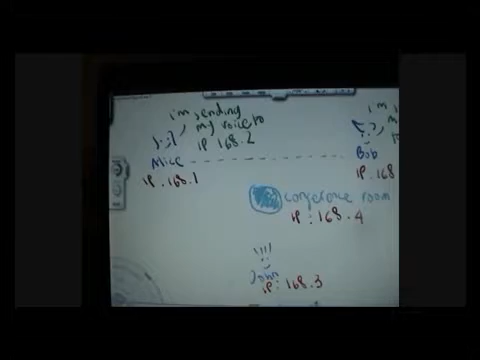 i'm sending
my voice to
IP 168.2
Alice
IP. 168.1
i'm
Bob
IP. 168
conference room
IP: 168.4
!!!
John
IP: 168.3